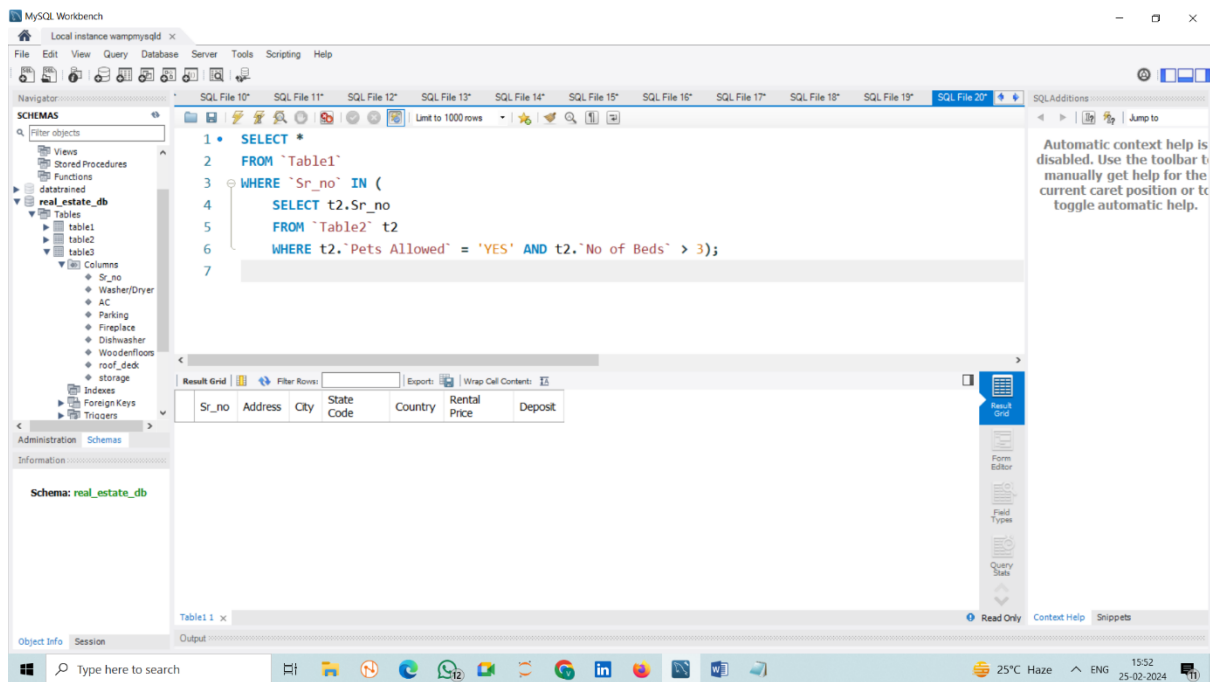 MySQL Workbench
Local instance wampmysqld ×
File Edit View Query Database Server Tools Scripting Help
Navigator
SQL File 10* SQL File 11* SQL File 12* SQL File 13* SQL File 14* SQL File 15* SQL File 16* SQL File 17* SQL File 18* SQL File 19* SQL File 20*
SQLAdditions
SCHEMAS
Filter objects
Views
Stored Procedures
Functions
datatrained
real_estate_db
Tables
table1
table2
table3
Columns
Sr_no
Washer/Dryer
AC
Parking
Fireplace
Dishwasher
Woodenfloors
roof_deck
storage
Indexes
Foreign Keys
Triggers
Administration Schemas
Information
Schema: real_estate_db
Object Info Session
Limit to 1000 rows
1 SELECT *
2 FROM `Table1`
3 WHERE `Sr_no` IN (
4 SELECT t2.Sr_no
5 FROM `Table2` t2
6 WHERE t2.`Pets Allowed` = 'YES' AND t2.`No of Beds` > 3);
7
Result Grid Filter Rows: Export: Wrap Cell Content:
Sr_no Address City State Code Country Rental Price Deposit
Result Grid
Form Editor
Field Types
Query Stats
Table1 1 ×
Read Only
Output
Jump to
Automatic context help is
disabled. Use the toolbar t
manually get help for the
current caret position or to
toggle automatic help.
Context Help Snippets
Type here to search
12
25°C Haze ENG 15:52
25-02-2024
11